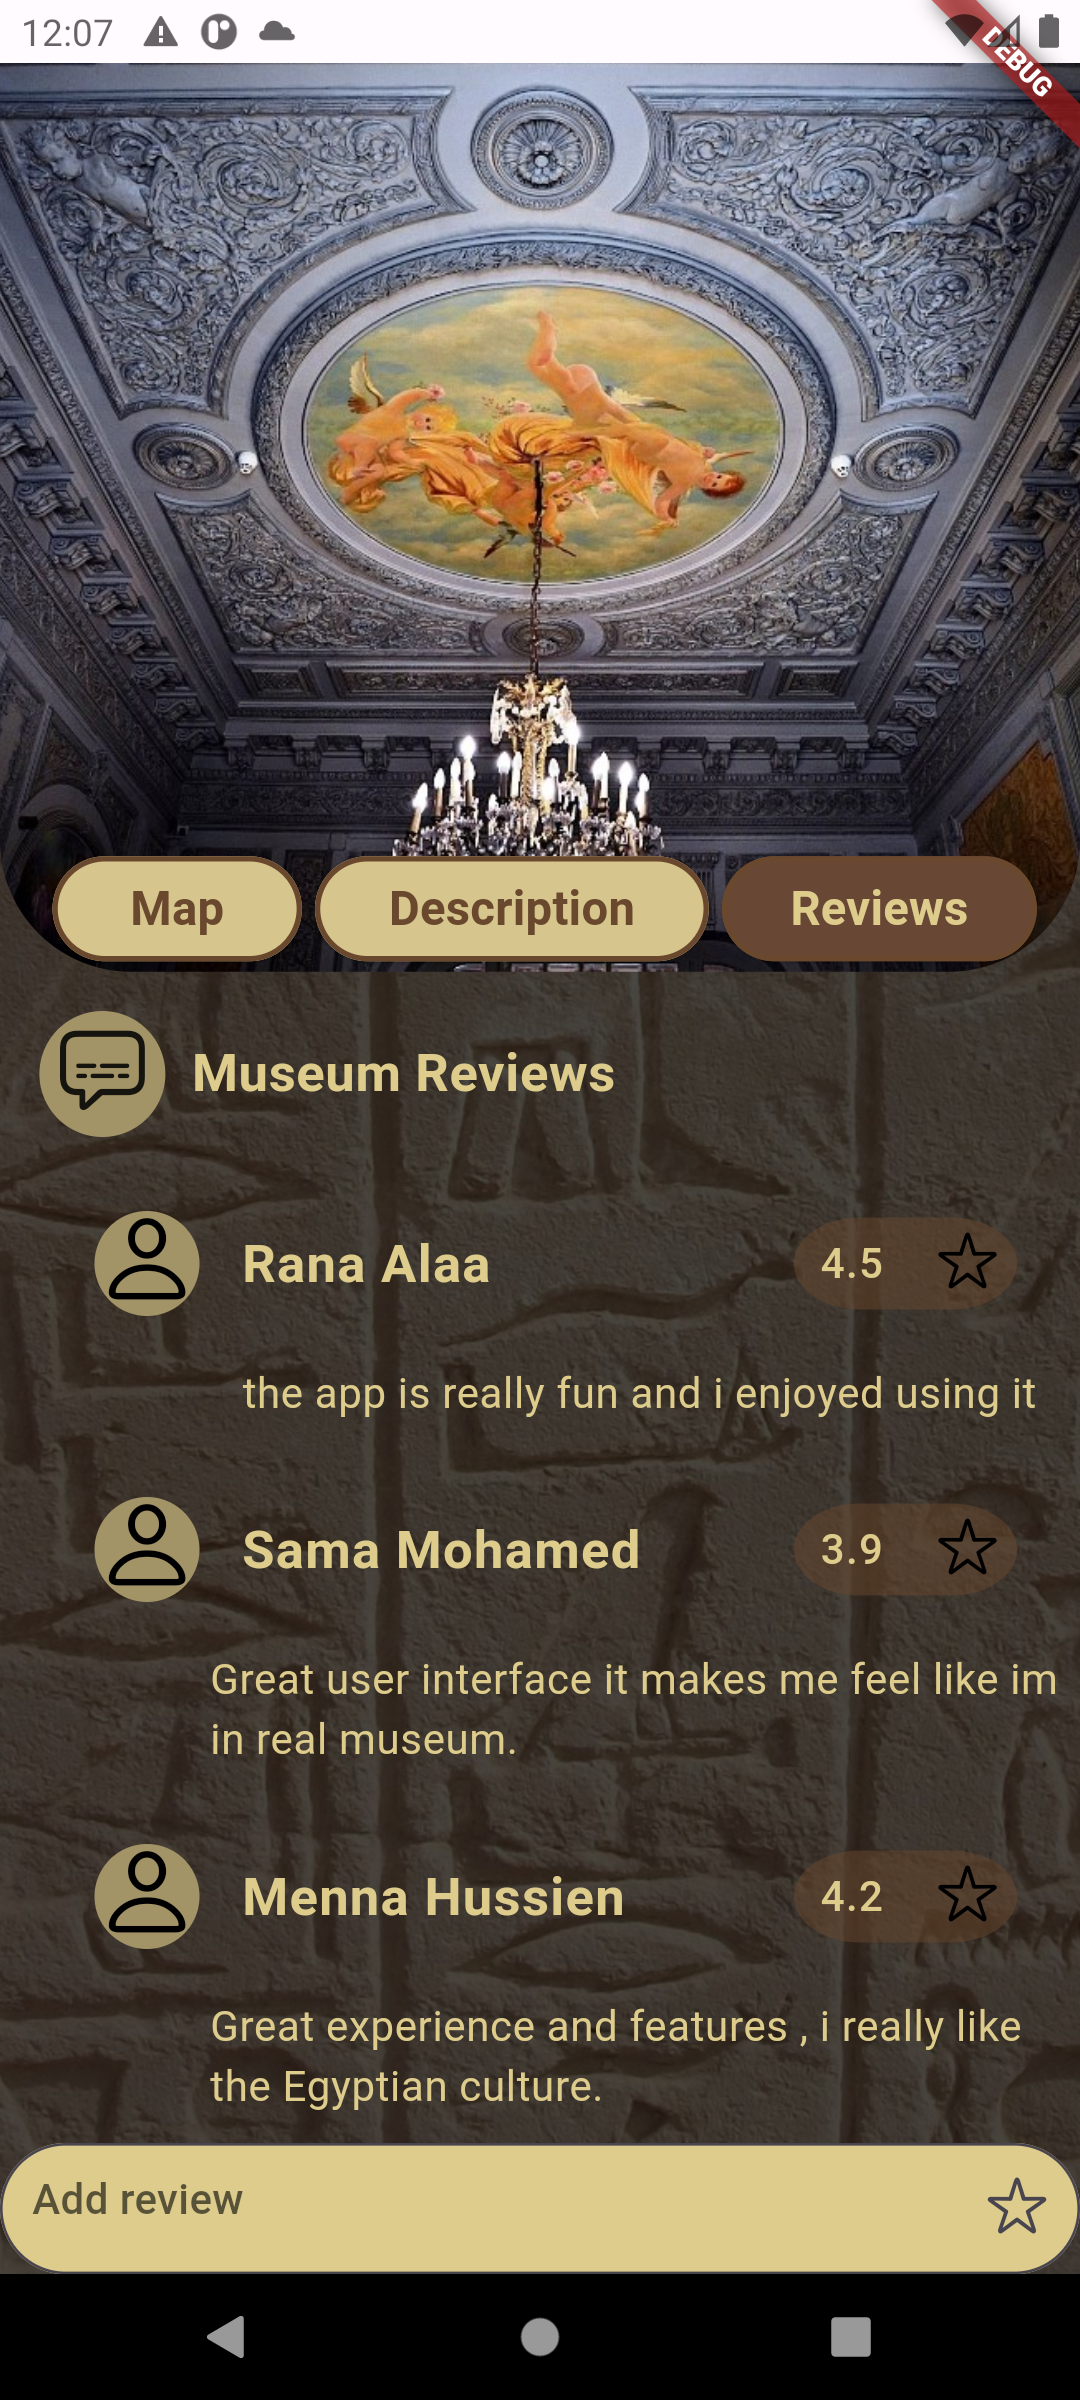 12:07
DEBUG
Map Description Reviews
Museum Reviews
Rana Alaa 4.5
the app is really fun and i enjoyed using it
Sama Mohamed 3.9
Great user interface it makes me feel like im
in real museum.
Menna Hussien 4.2
Great experience and features , i really like
the Egyptian culture.
Add review